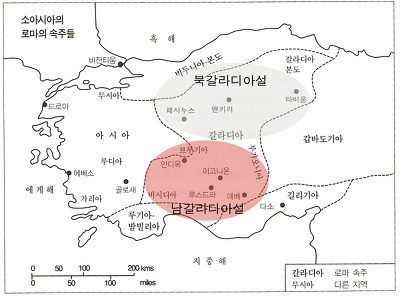 소아시아의
로마의 속주들
흑 해
비전티움
비두니아·본도
갈라디아
본도
북갈라디아설
무시아
드로아
페시누스
앤키라
타비움
아 시 아
갈라디아
갑바도기아
루디아
브루기아
안디옥
이고니온
에베소
골로새
비시디아
루스드라
더베
길리기아
에게해
가리아
남갈라디아설
다소
루기아·
밤빌리아
지 중 해
0 50 100 200 kms
0 50 100 miles
갈라디아 로마 속주
무시아 다른 지역